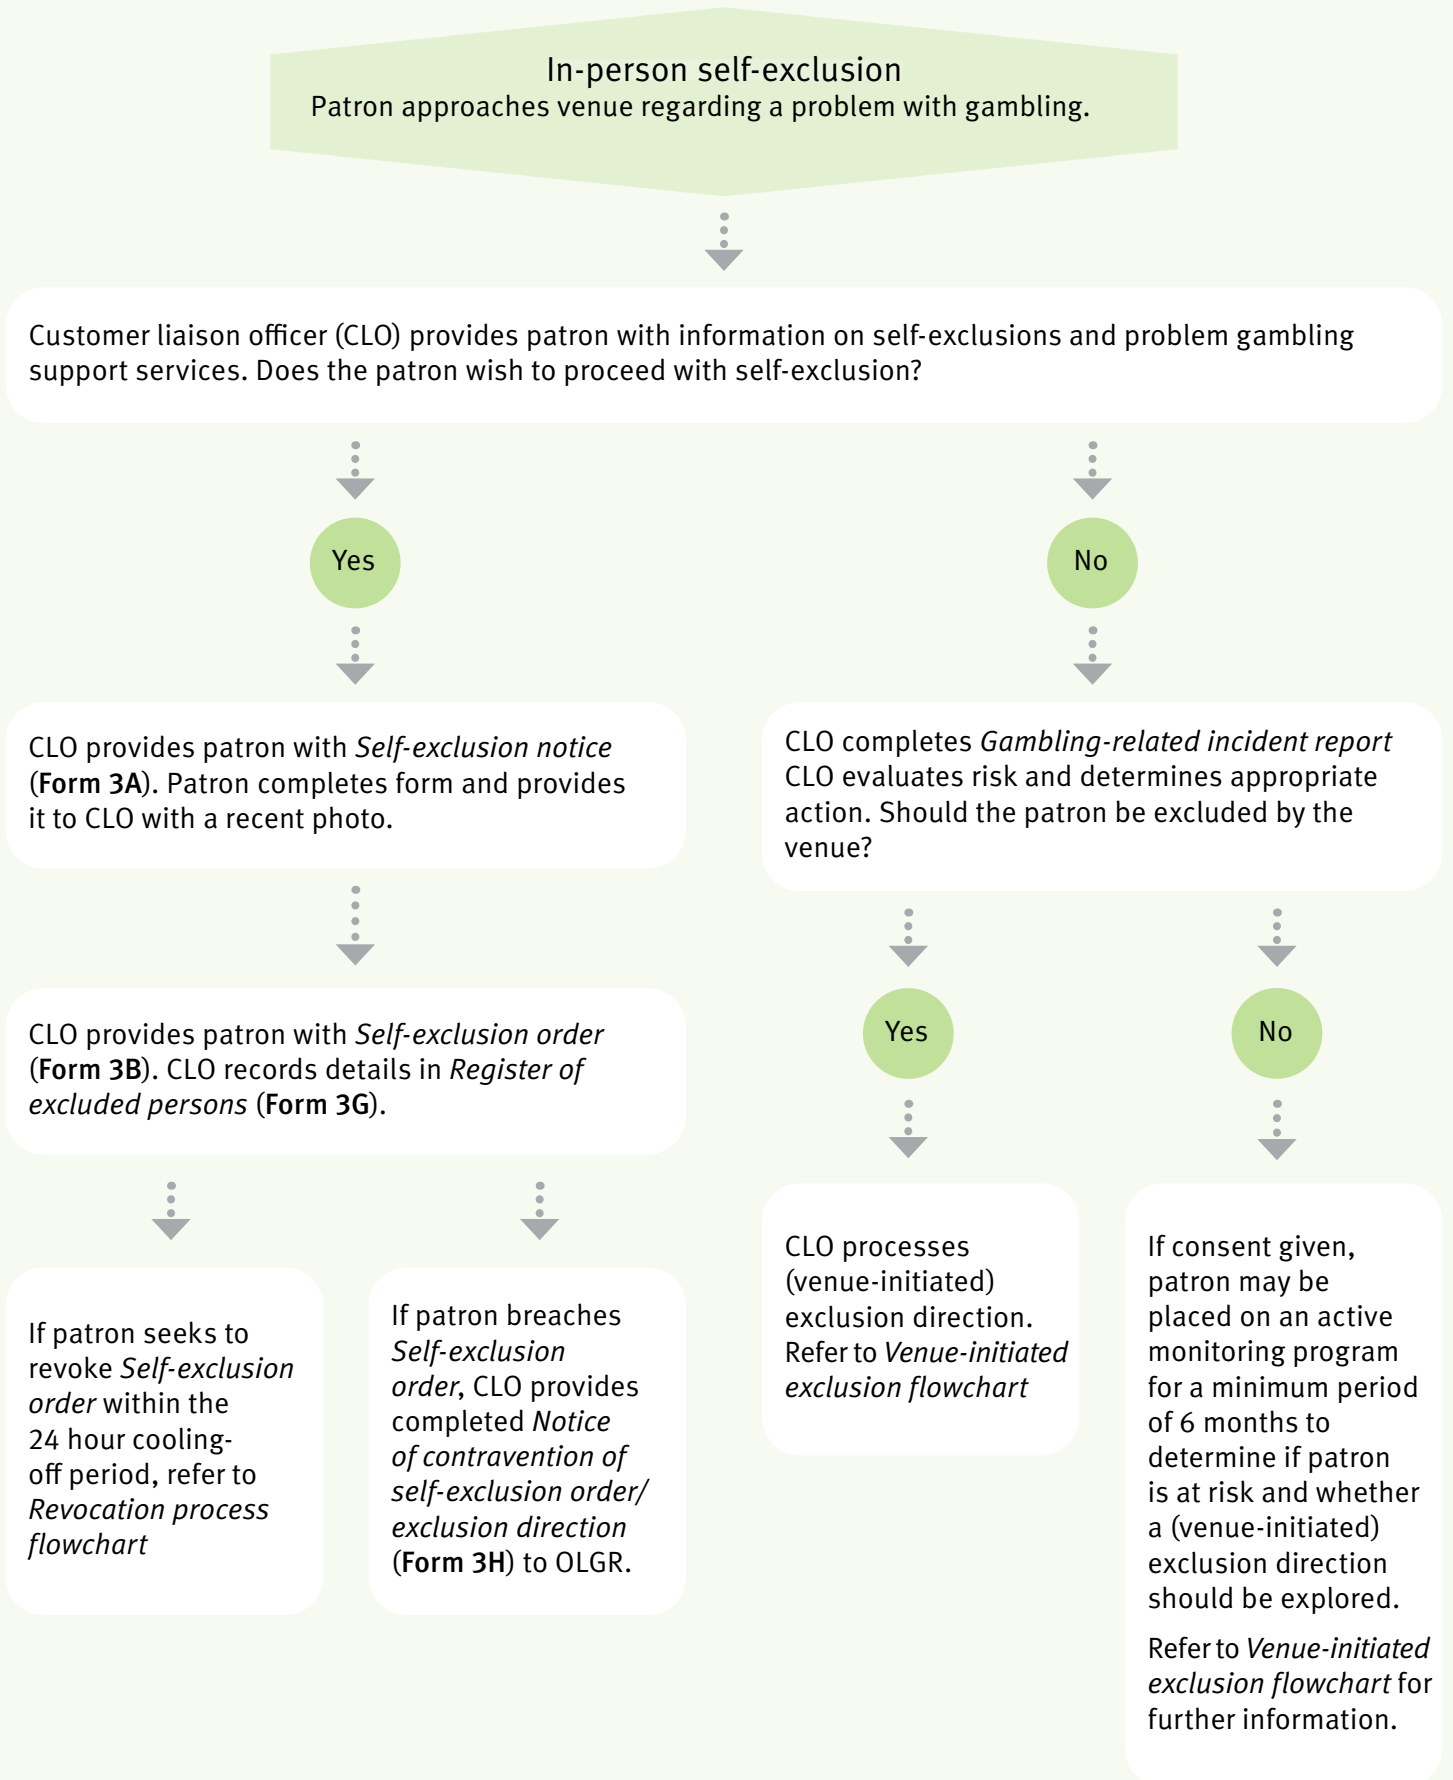 In-person self-exclusion
Patron approaches venue regarding a problem with gambling.
Customer liaison officer (CLO) provides patron with information on self-exclusions and problem gambling
support services. Does the patron wish to proceed with self-exclusion?
Yes
No
CLO provides patron with Self-exclusion notice
(Form 3A). Patron completes form and provides
it to CLO with a recent photo.
CLO completes Gambling-related incident report
CLO evaluates risk and determines appropriate
action. Should the patron be excluded by the
venue?
CLO provides patron with Self-exclusion order
(Form 3B). CLO records details in Register of
excluded persons (Form 3G).
Yes
No
If patron seeks to
revoke Self-exclusion
order within the
24 hour cooling-
off period, refer to
Revocation process
flowchart
If patron breaches
Self-exclusion
order, CLO provides
completed Notice
of contravention of
self-exclusion order/
exclusion direction
(Form 3H) to OLGR.
CLO processes
(venue-initiated)
exclusion direction.
Refer to Venue-initiated
exclusion flowchart
If consent given,
patron may be
placed on an active
monitoring program
for a minimum period
of 6 months to
determine if patron
is at risk and whether
a (venue-initiated)
exclusion direction
should be explored.
Refer to Venue-initiated
exclusion flowchart for
further information.